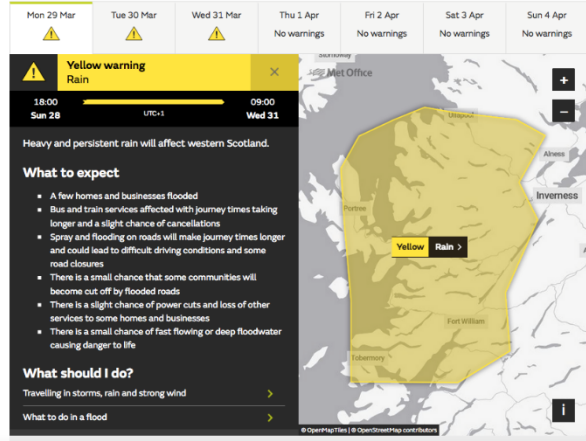 Mon 29 Mar
Tue 30 Mar
Wed 31 Mar
Thu 1 Apr
No warnings
Fri 2 Apr
No warnings
Sat 3 Apr
No warnings
Sun 4 Apr
No warnings
Yellow warning
Rain
18:00
Sun 28
UTC+1
09:00
Wed 31
Heavy and persistent rain will affect western Scotland.
What to expect
A few homes and businesses flooded
Bus and train services affected with journey times taking
longer and a slight chance of cancellations
Spray and flooding on roads will make journey times longer
and could lead to difficult driving conditions and some
road closures
There is a small chance that some communities will
become cut off by flooded roads
There is a slight chance of power cuts and loss of other
services to some homes and businesses
There is a small chance of fast flowing or deep floodwater
causing danger to life
What should I do?
Travelling in storms, rain and strong wind
What to do in a flood
Stornoway
Met Office
Ullapool
Alness
Inverness
Portree
Yellow Rain >
Fort William
Tobermory
© OpenMapTiles | © OpenStreetMap contributors
+
−
i